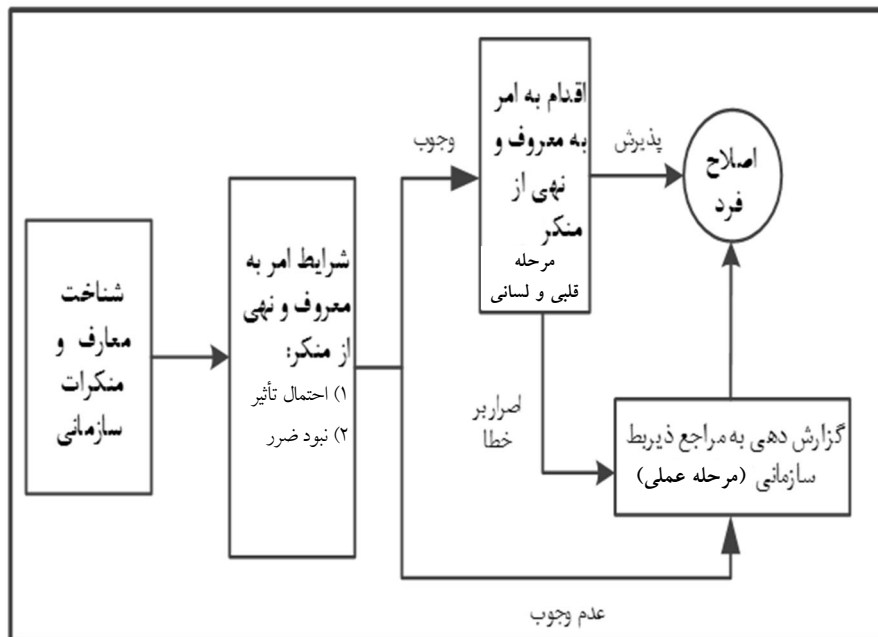 شناخت
معارف و
منکرات
سازمانی
شرایط امر به
معروف و نهی
از منکر:
۱) احتمال تأثیر
۲) نبود ضرر
وجوب
اقدام به امر
به معروف و
نهی از
منکر
مرحله
قلبی و لسانی
پذیرش
اصلاح
فرد
اصرار بر
خطا
گزارش دهی به مراجع ذیربط
سازمانی (مرحله عملی)
عدم وجوب